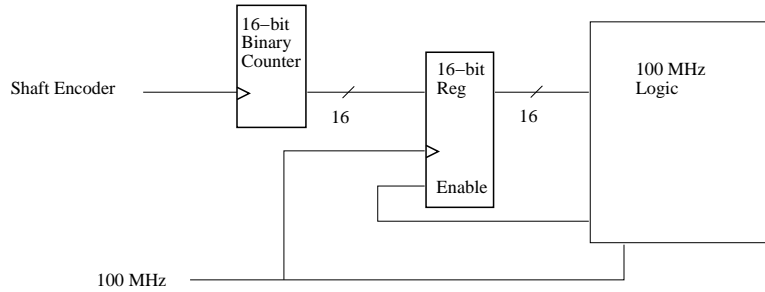 16−bit
Binary
Counter
16−bit
Reg
100 MHz
Logic
Shaft Encoder
16
16
Enable
100 MHz